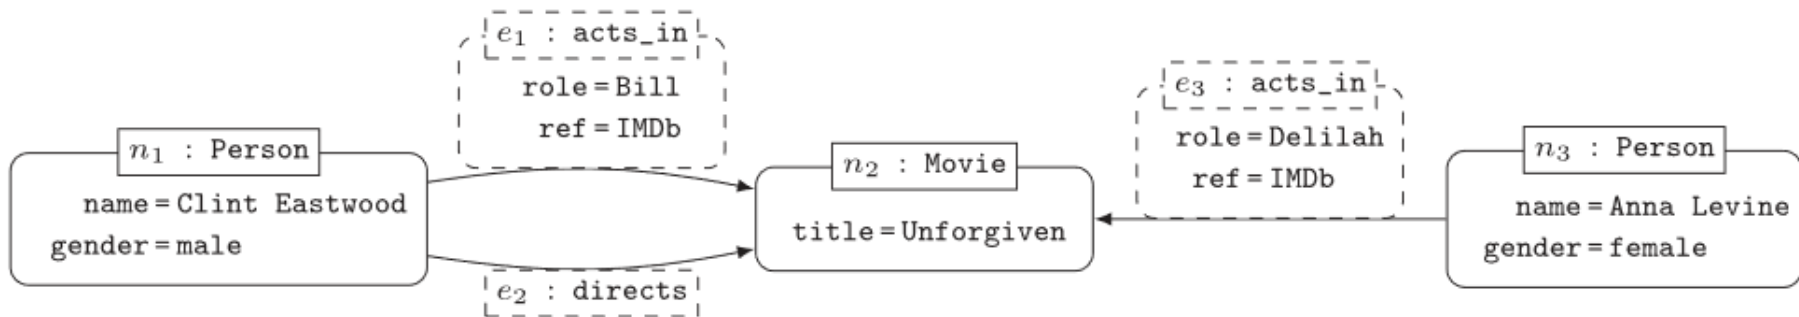 n₁ : Person
name = Clint Eastwood
gender = male
e₁ : acts_in
role = Bill
ref = IMDb
e₂ : directs
n₂ : Movie
title = Unforgiven
e₃ : acts_in
role = Delilah
ref = IMDb
n₃ : Person
name = Anna Levine
gender = female